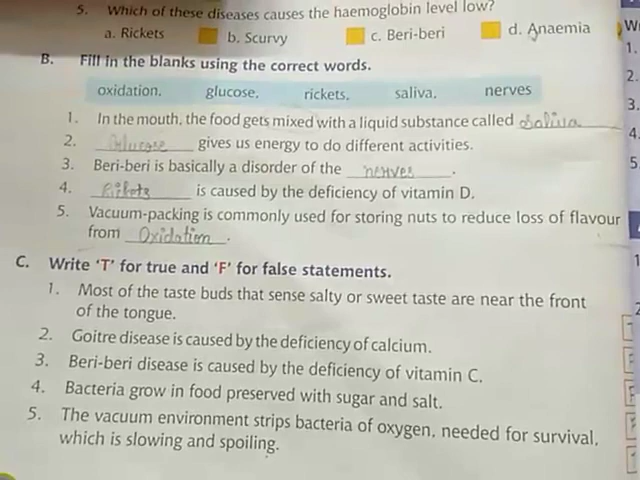 5. Which of these diseases causes the haemoglobin level low?
a. Rickets b. Scurvy c. Beri-beri d. Anaemia
B. Fill in the blanks using the correct words.
oxidation, glucose, rickets, saliva, nerves
1. In the mouth, the food gets mixed with a liquid substance called Saliva
2. Glucose gives us energy to do different activities.
3. Beri-beri is basically a disorder of the nerves.
4. is caused by the deficiency of vitamin D.
5. Vacuum-packing is commonly used for storing nuts to reduce loss of flavour
from Oxidation.
C. Write 'T' for true and 'F' for false statements.
1. Most of the taste buds that sense salty or sweet taste are near the front
of the tongue.
2. Goitre disease is caused by the deficiency of calcium.
3. Beri-beri disease is caused by the deficiency of vitamin C.
4. Bacteria grow in food preserved with sugar and salt.
5. The vacuum environment strips bacteria of oxygen, needed for survival,
which is slowing and spoiling.
W
1.
2.
3.
4.
5
1